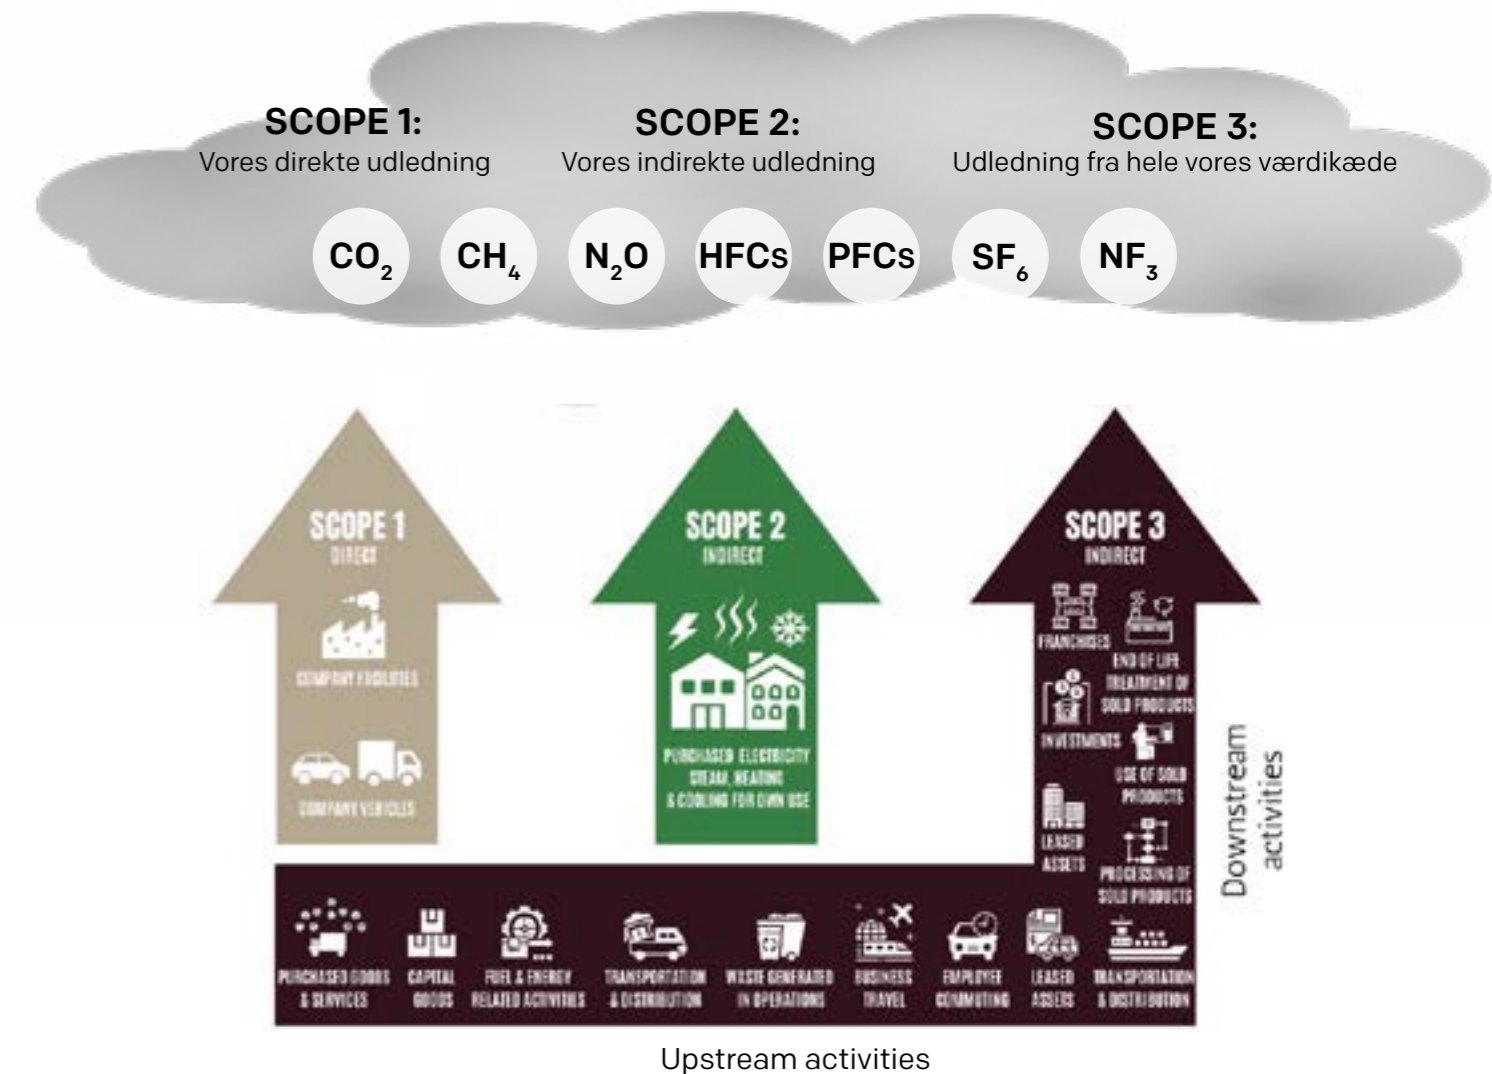 SCOPE 1:
Vores direkte udledning
SCOPE 2:
Vores indirekte udledning
SCOPE 3:
Udledning fra hele vores værdikæde
CO₂
CH₄
N₂O
HFCs
PFCs
SF₆
NF₃
SCOPE 1
DIRECT
COMPANY FACILITIES
COMPANY VEHICLES
SCOPE 2
INDIRECT
PURCHASED ELECTRICITY
STEAM, HEATING
& COOLING FOR OWN USE
SCOPE 3
INDIRECT
FRANCHISES
END OF LIFE
TREATMENT OF
SOLD PRODUCTS
INVESTMENTS
USE OF SOLD
PRODUCTS
LEASED
ASSETS
PROCESSING OF
SOLD PRODUCTS
Downstream
activities
PURCHASED GOODS
& SERVICES
CAPITAL
GOODS
FUEL & ENERGY
RELATED ACTIVITIES
TRANSPORTATION
& DISTRIBUTION
WASTE GENERATED
IN OPERATIONS
BUSINESS
TRAVEL
EMPLOYEE
COMMUTING
LEASED
ASSETS
TRANSPORTATION
& DISTRIBUTION
Upstream activities